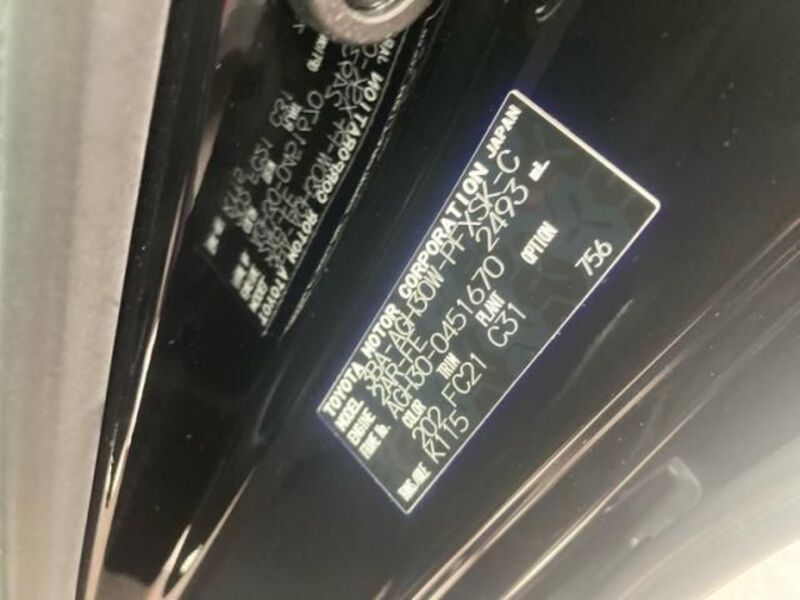 TOYOTA MOTOR CORPORATION JAPAN
MODEL 3BA-AGH30W-PFXSK-C
ENGINE 2AR-FE 2493 mL
FRAME No. AGH30-0451670
COLOR TRIM PLANT OPTION
202 FC21 C31 756
TRANS/AXLE K115